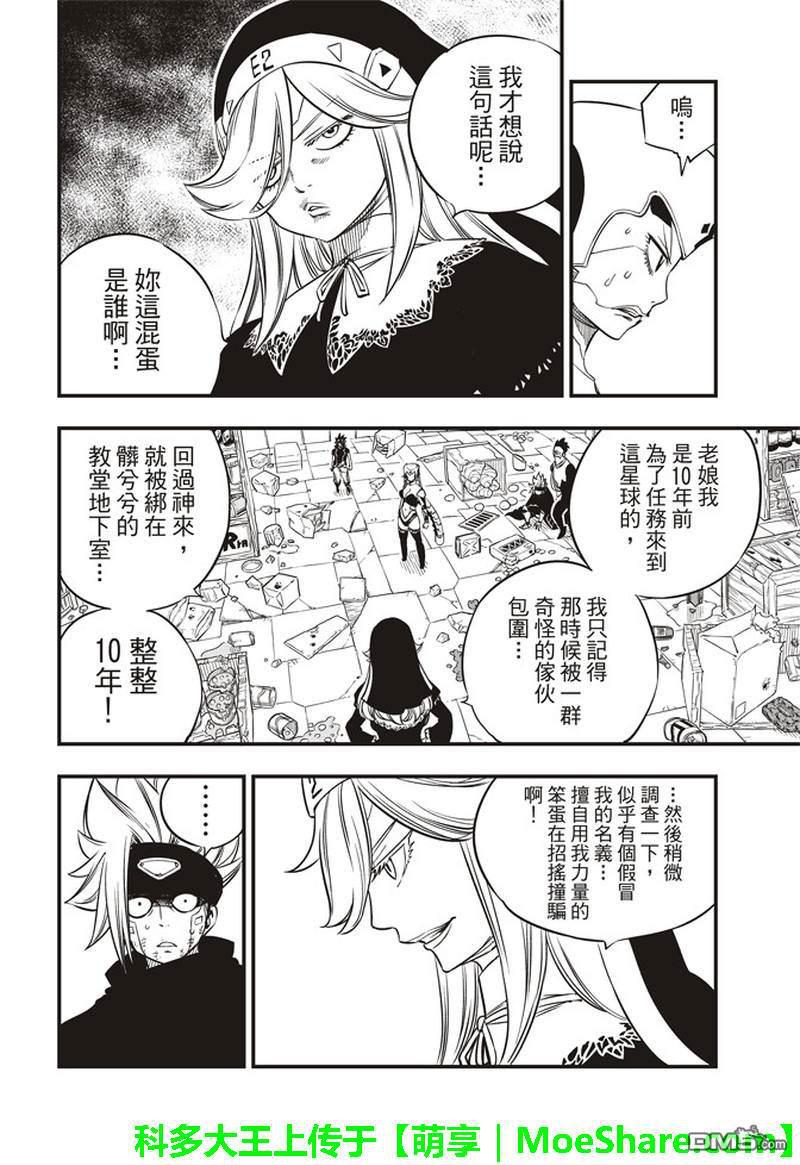 嗚…
我才想說
這句話呢…
E2
妳這混蛋
是誰啊…
老娘我
是10年前
為了任務來到
這星球的，
我只記得
那時候被一群
奇怪的傢伙
包圍…
回過神來，
就被綁在
髒兮兮的
教堂地下室…
整整
10年！
…然後稍微
調查一下，
似乎有個假冒
我的名義…
擅自用我力量的
笨蛋在招搖撞騙
啊！
……
科多大王上传于【萌享｜MoeShare
DM5.com